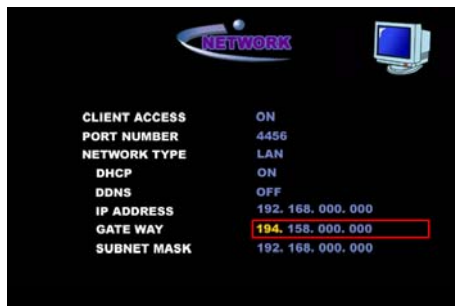 NETWORK
CLIENT ACCESS ON
PORT NUMBER 4456
NETWORK TYPE LAN
DHCP ON
DDNS OFF
IP ADDRESS 192. 168. 000. 000
GATE WAY 194. 158. 000. 000
SUBNET MASK 192. 168. 000. 000